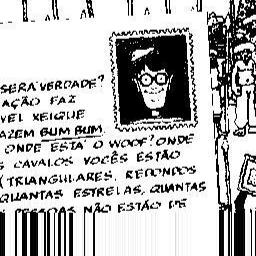 SERÁ VERDADE?
AÇÃO FAZ
VEL XEIQUE
AZEM BUM BUM.
ONDE ESTÁ O WOOF? ONDE
S CAVALOS VOCÊS ESTÃO
(TRIANGULARES, REDONDOS
QUANTAS ESTRELAS, QUANTAS
PESSOAS NÃO ESTÃO DE